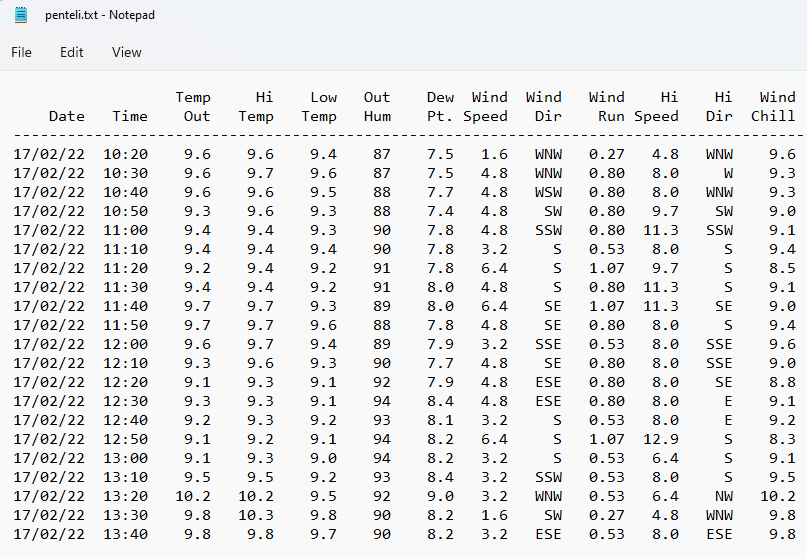 penteli.txt - Notepad
File Edit View
Temp Hi Low Out Dew Wind Wind Wind Hi Hi Wind
Date Time Out Temp Temp Hum Pt. Speed Dir Run Speed Dir Chill
--------------------------------------------------------------------------------
17/02/22 10:20 9.6 9.6 9.4 87 7.5 1.6 WNW 0.27 4.8 WNW 9.6
17/02/22 10:30 9.6 9.7 9.6 87 7.5 4.8 WNW 0.80 8.0 W 9.3
17/02/22 10:40 9.6 9.6 9.5 88 7.7 4.8 WSW 0.80 8.0 WNW 9.3
17/02/22 10:50 9.3 9.6 9.3 88 7.4 4.8 SW 0.80 9.7 SW 9.0
17/02/22 11:00 9.4 9.4 9.3 90 7.8 4.8 SSW 0.80 11.3 SSW 9.1
17/02/22 11:10 9.4 9.4 9.4 90 7.8 3.2 S 0.53 8.0 S 9.4
17/02/22 11:20 9.2 9.4 9.2 91 7.8 6.4 S 1.07 9.7 S 8.5
17/02/22 11:30 9.4 9.4 9.2 91 8.0 4.8 S 0.80 11.3 S 9.1
17/02/22 11:40 9.7 9.7 9.3 89 8.0 6.4 SE 1.07 11.3 SE 9.0
17/02/22 11:50 9.7 9.7 9.6 88 7.8 4.8 SE 0.80 8.0 S 9.4
17/02/22 12:00 9.6 9.7 9.4 89 7.9 3.2 SSE 0.53 8.0 SSE 9.6
17/02/22 12:10 9.3 9.6 9.3 90 7.7 4.8 SE 0.80 8.0 SSE 9.0
17/02/22 12:20 9.1 9.3 9.1 92 7.9 4.8 ESE 0.80 8.0 SE 8.8
17/02/22 12:30 9.3 9.3 9.1 94 8.4 4.8 ESE 0.80 8.0 E 9.1
17/02/22 12:40 9.2 9.3 9.2 93 8.1 3.2 S 0.53 8.0 E 9.2
17/02/22 12:50 9.1 9.2 9.1 94 8.2 6.4 S 1.07 12.9 S 8.3
17/02/22 13:00 9.1 9.3 9.0 94 8.2 3.2 S 0.53 6.4 S 9.1
17/02/22 13:10 9.5 9.5 9.2 93 8.4 3.2 SSW 0.53 8.0 S 9.5
17/02/22 13:20 10.2 10.2 9.5 92 9.0 3.2 WNW 0.53 6.4 NW 10.2
17/02/22 13:30 9.8 10.3 9.8 90 8.2 1.6 SW 0.27 4.8 WNW 9.8
17/02/22 13:40 9.8 9.8 9.7 90 8.2 3.2 ESE 0.53 8.0 ESE 9.8